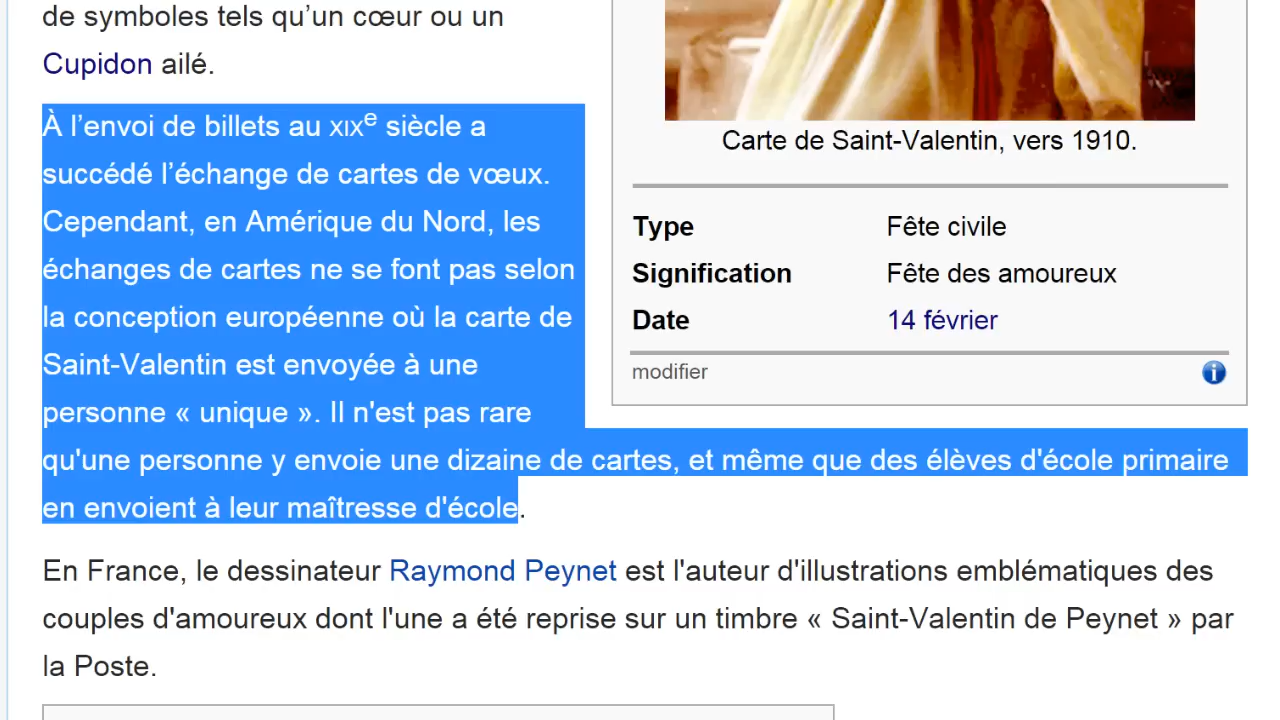 de symboles tels qu’un cœur ou un
Cupidon ailé.
À l’envoi de billets au XIXe siècle a
succédé l’échange de cartes de vœux.
Cependant, en Amérique du Nord, les
échanges de cartes ne se font pas selon
la conception européenne où la carte de
Saint-Valentin est envoyée à une
personne « unique ». Il n'est pas rare
qu'une personne y envoie une dizaine de cartes, et même que des élèves d'école primaire
en envoient à leur maîtresse d'école.
En France, le dessinateur Raymond Peynet est l'auteur d'illustrations emblématiques des
couples d'amoureux dont l'une a été reprise sur un timbre « Saint-Valentin de Peynet » par
la Poste.
Carte de Saint-Valentin, vers 1910.
Type Fête civile
Signification Fête des amoureux
Date 14 février
modifier